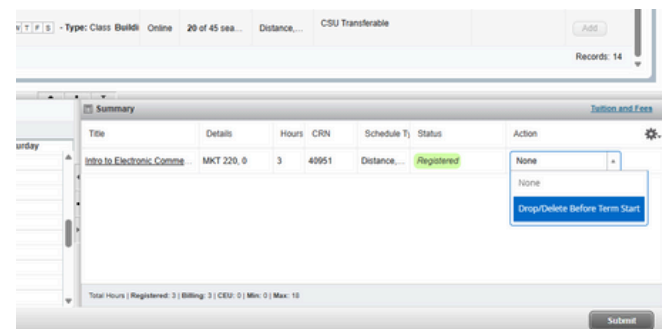 W T F S - Type: Class Buildi Online 20 of 45 sea... Distance,... CSU Transferable Add
Records: 14
Summary Tuition and Fees
urday
Title Details Hours CRN Schedule Ty Status Action
Intro to Electronic Comme... MKT 220, 0 3 40951 Distance,... Registered None
None
Drop/Delete Before Term Start
Total Hours | Registered: 3 | Billing: 3 | CEU: 0 | Min: 0 | Max: 18
Submit